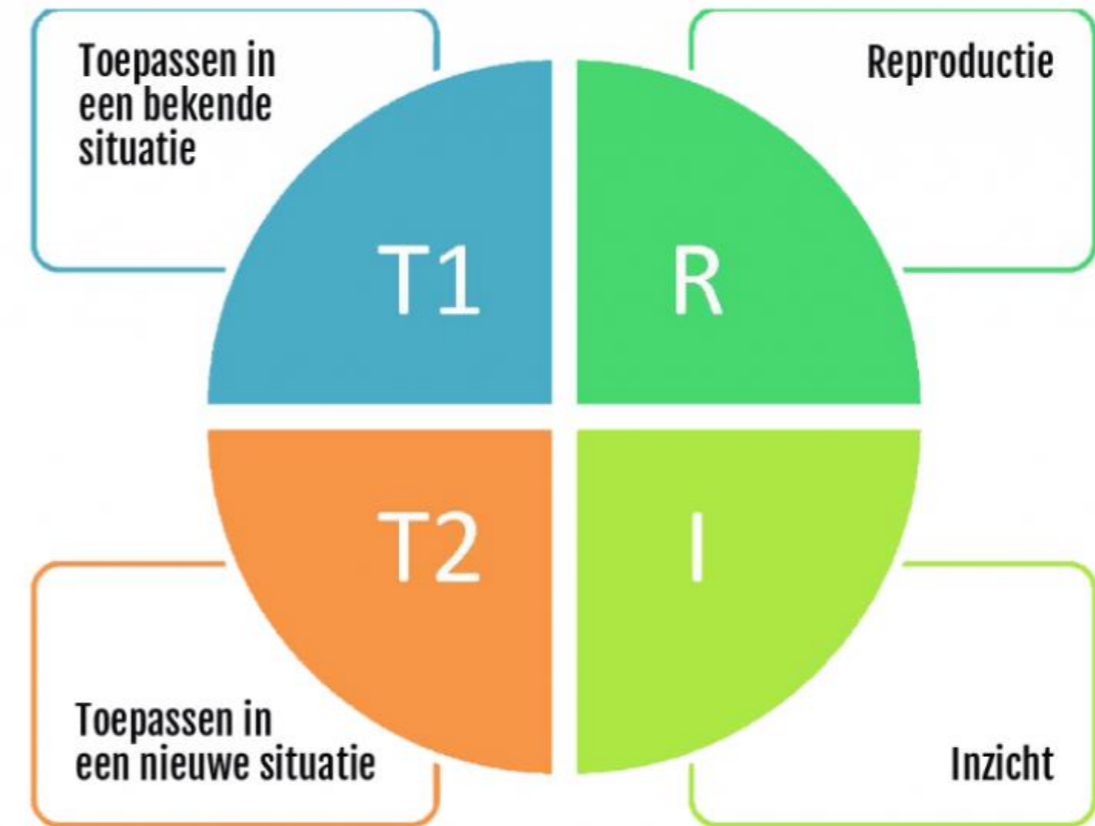 Toepassen in
een bekende
situatie
Reproductie
T1
R
T2
I
Toepassen in
een nieuwe situatie
Inzicht